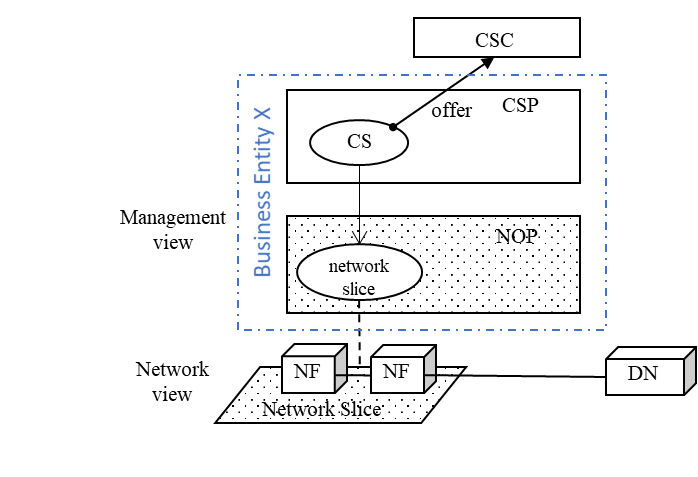 CSC
offer
CSP
CS
Business Entity X
Management
view
NOP
network
slice
Network
view
NF
NF
DN
Network Slice